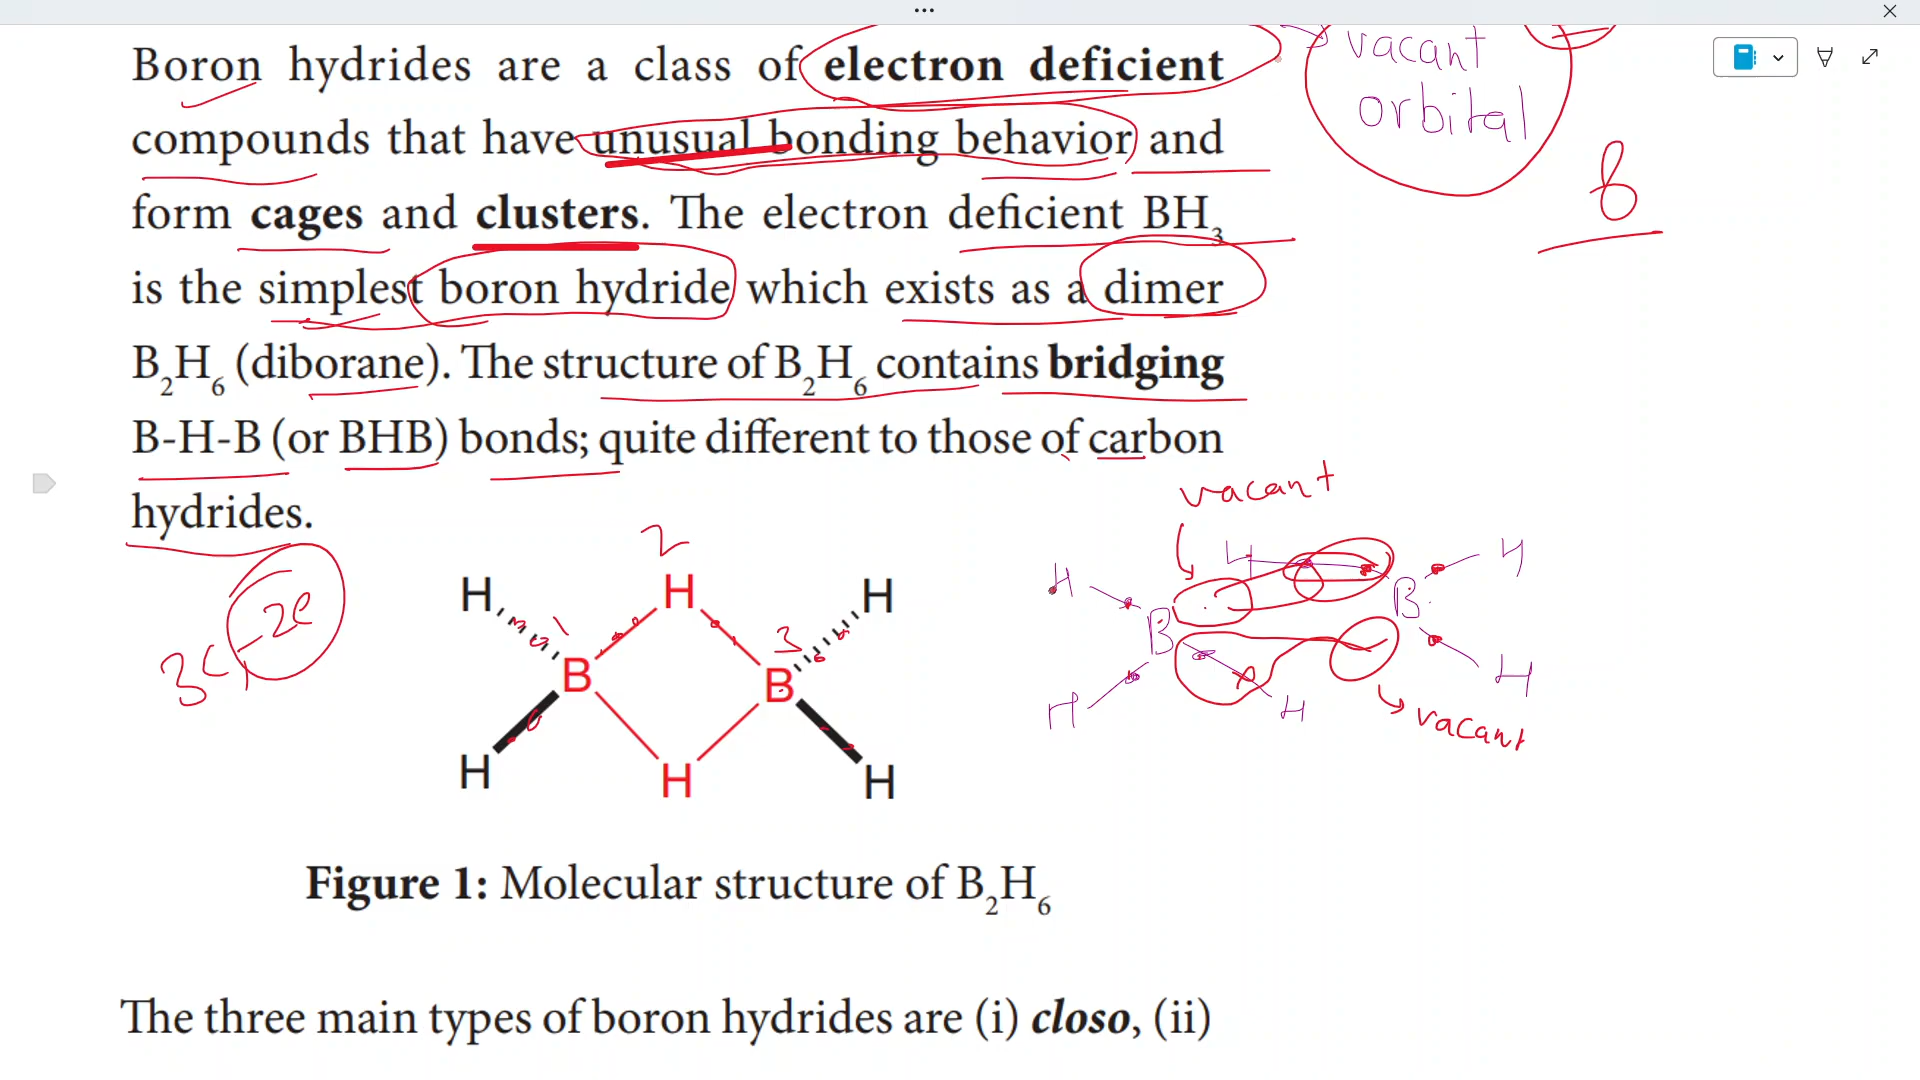 Boron hydrides are a class of electron deficient
compounds that have unusual bonding behavior and
form cages and clusters. The electron deficient BH₃
is the simplest boron hydride which exists as a dimer
B₂H₆ (diborane). The structure of B₂H₆ contains bridging
B-H-B (or BHB) bonds; quite different to those of carbon
hydrides.
vacant
orbital
8
3c, 2e
2
H H H
1 3
B B
H H H
vacant
H H H
B B
H H H
vacant
Figure 1: Molecular structure of B₂H₆
The three main types of boron hydrides are (i) closo, (ii)